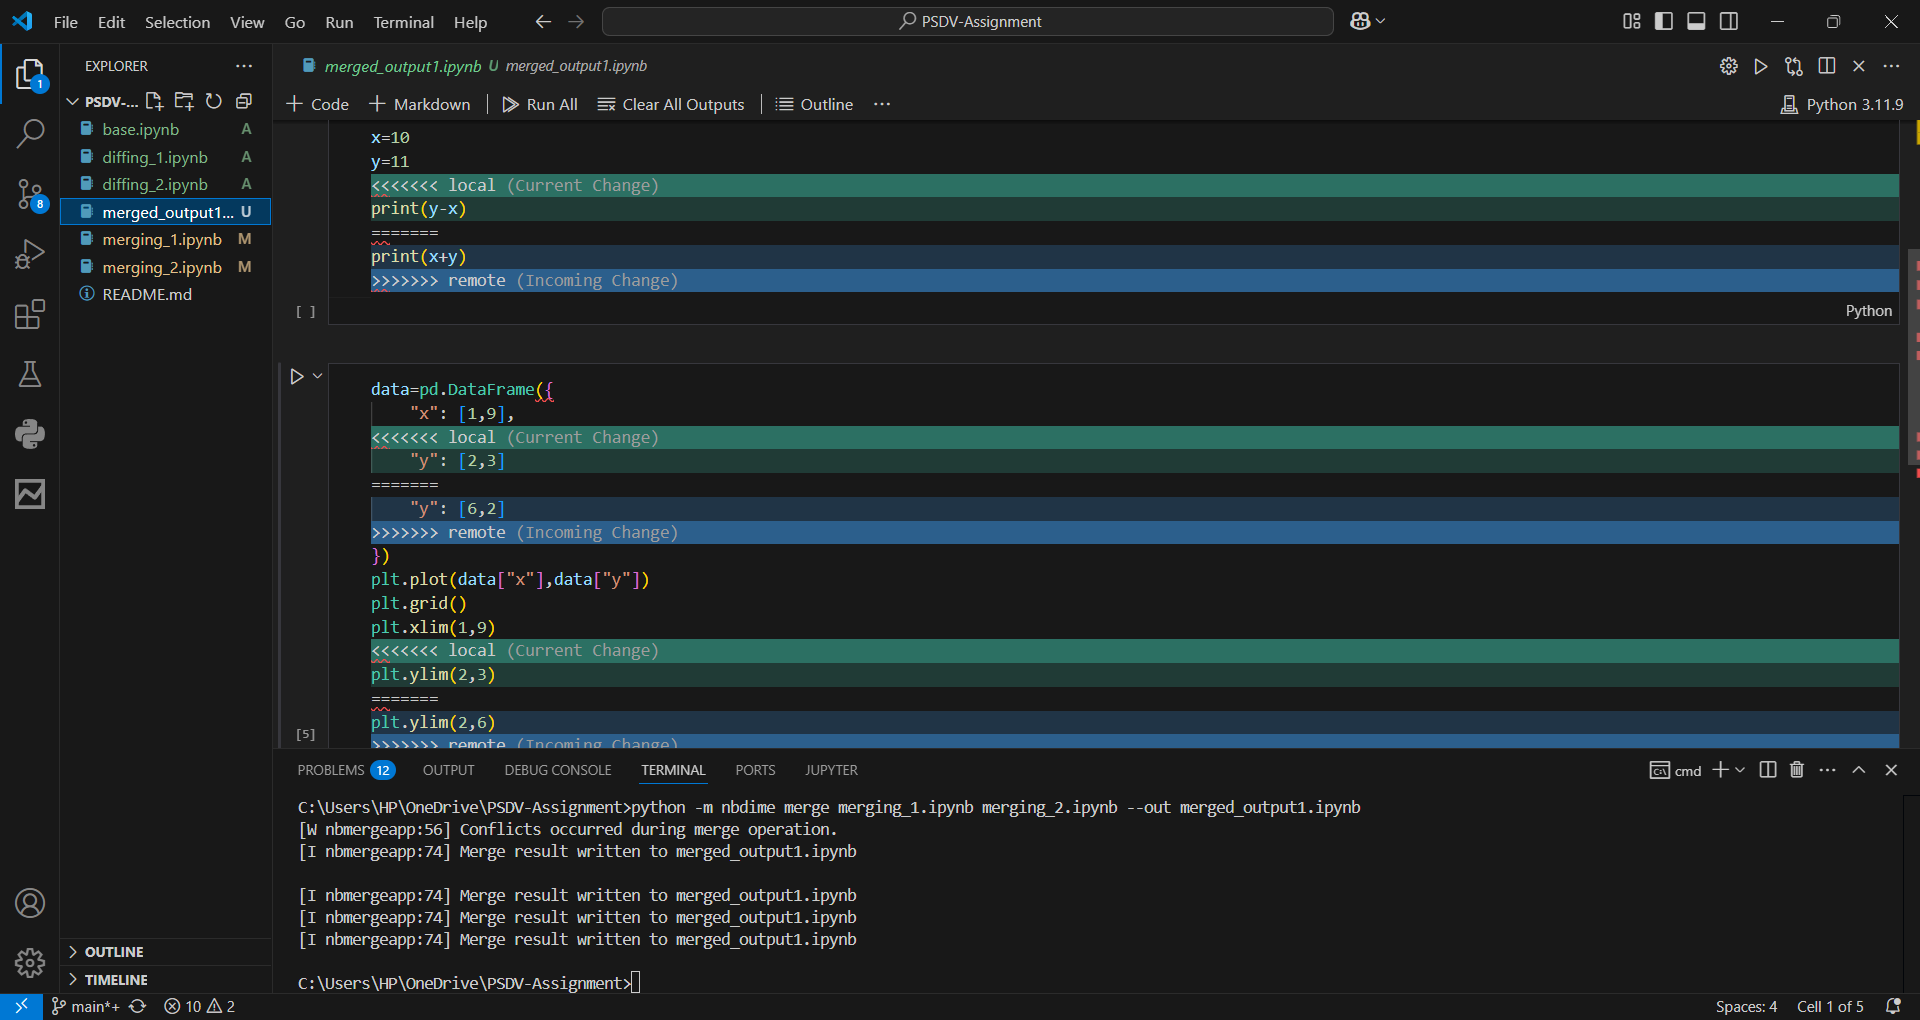 File Edit Selection View Go Run Terminal Help
PSDV-Assignment
EXPLORER
PSDV-...
base.ipynb A
diffing_1.ipynb A
diffing_2.ipynb A
merged_output1... U
merging_1.ipynb M
merging_2.ipynb M
README.md
1
8
OUTLINE
TIMELINE
merged_output1.ipynb U merged_output1.ipynb
+ Code + Markdown Run All Clear All Outputs Outline ...
Python 3.11.9
x=10
y=11
<<<<<<< local (Current Change)
print(y-x)
=======
print(x+y)
>>>>>>> remote (Incoming Change)
[ ]
Python
data=pd.DataFrame({
"x": [1,9],
<<<<<<< local (Current Change)
"y": [2,3]
=======
"y": [6,2]
>>>>>>> remote (Incoming Change)
})
plt.plot(data["x"],data["y"])
plt.grid()
plt.xlim(1,9)
<<<<<<< local (Current Change)
plt.ylim(2,3)
=======
plt.ylim(2,6)
>>>>>>> remote (Incoming Change)
[5]
PROBLEMS 12 OUTPUT DEBUG CONSOLE TERMINAL PORTS JUPYTER
cmd
C:\Users\HP\OneDrive\PSDV-Assignment>python -m nbdime merge merging_1.ipynb merging_2.ipynb --out merged_output1.ipynb
[W nbmergeapp:56] Conflicts occurred during merge operation.
[I nbmergeapp:74] Merge result written to merged_output1.ipynb
[I nbmergeapp:74] Merge result written to merged_output1.ipynb
[I nbmergeapp:74] Merge result written to merged_output1.ipynb
[I nbmergeapp:74] Merge result written to merged_output1.ipynb
C:\Users\HP\OneDrive\PSDV-Assignment>
main*+ 10 2
Spaces: 4 Cell 1 of 5